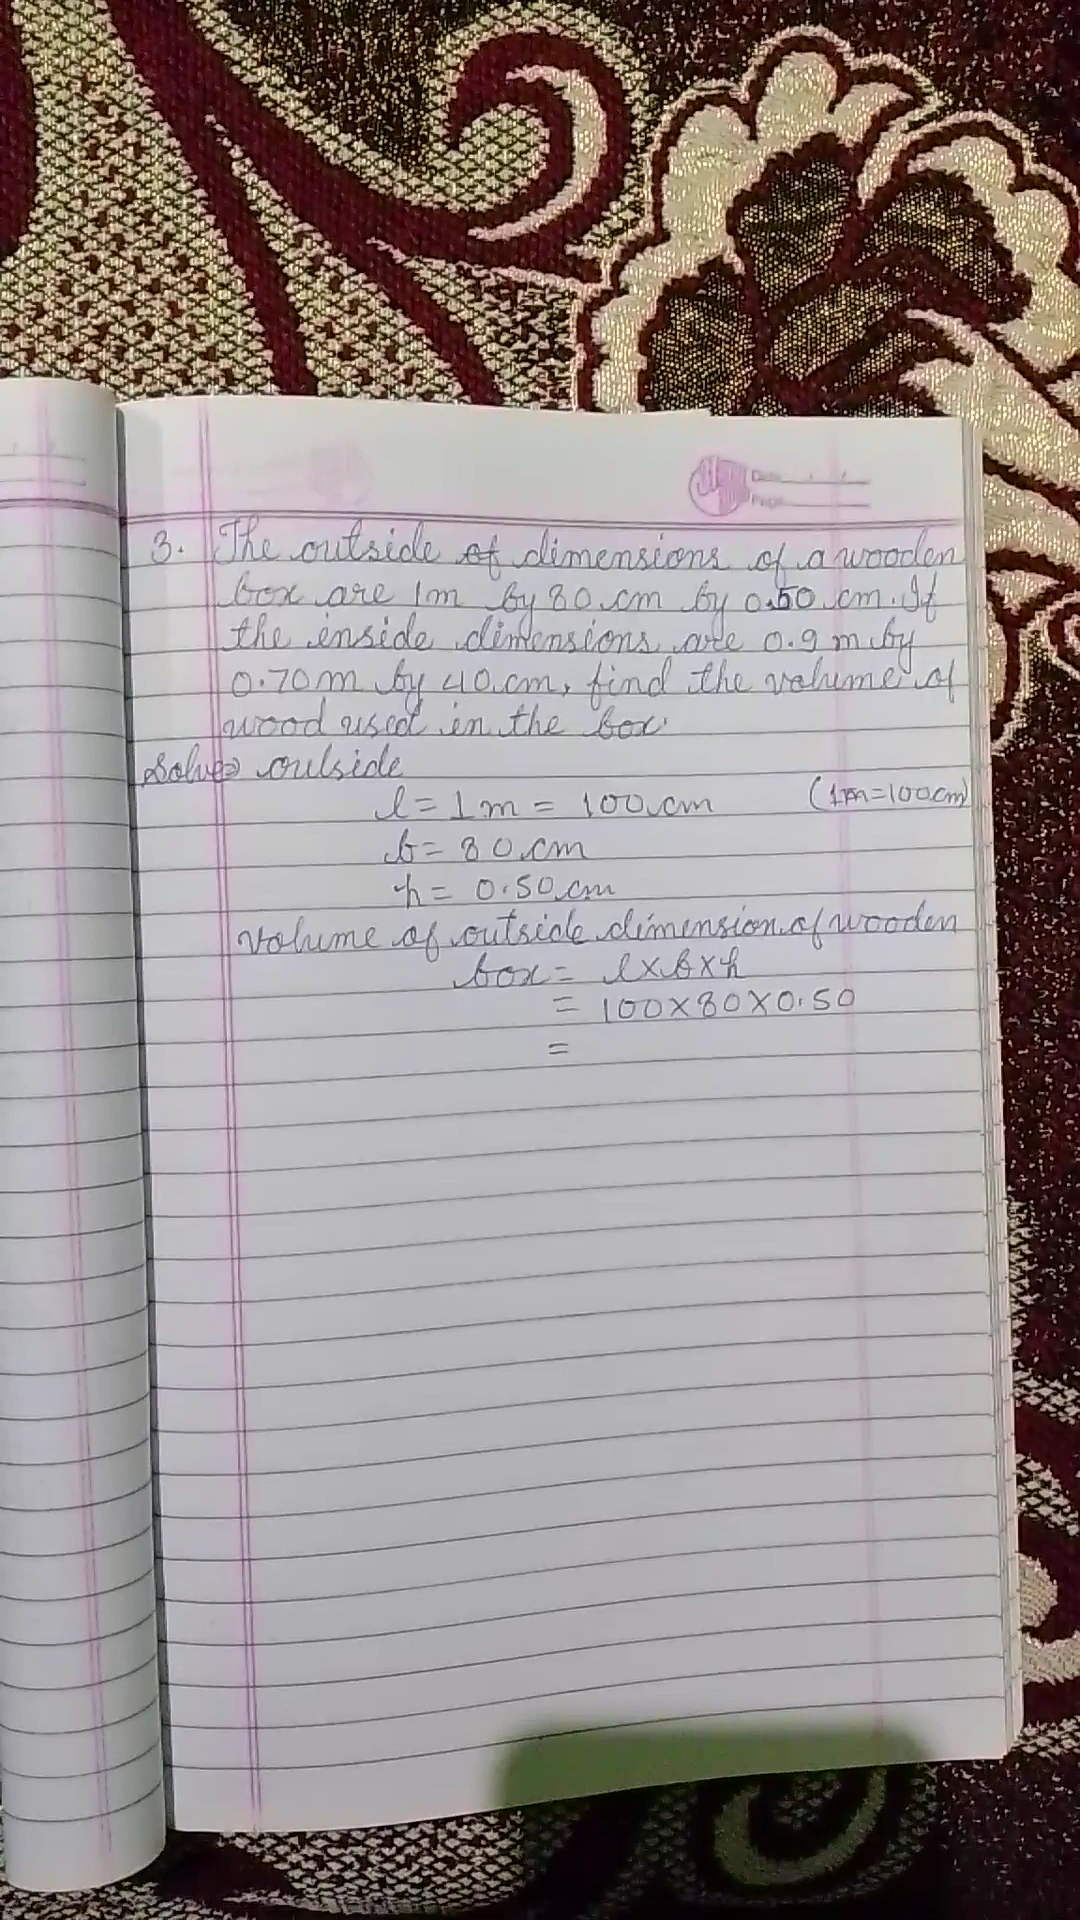 Date
Page
3. The outside of dimensions of a wooden
box are 1m by 80 cm by 0.50 cm. If
the inside dimensions are 0.9 m by
0.70m by 40 cm, find the volume of
wood used in the box.
Solve⇒ outside
l = 1 m = 100 cm (1m=100cm)
b = 80 cm
h = 0.50 cm
volume of outside dimension of wooden
box = l×b×h
= 100×80×0.50
=